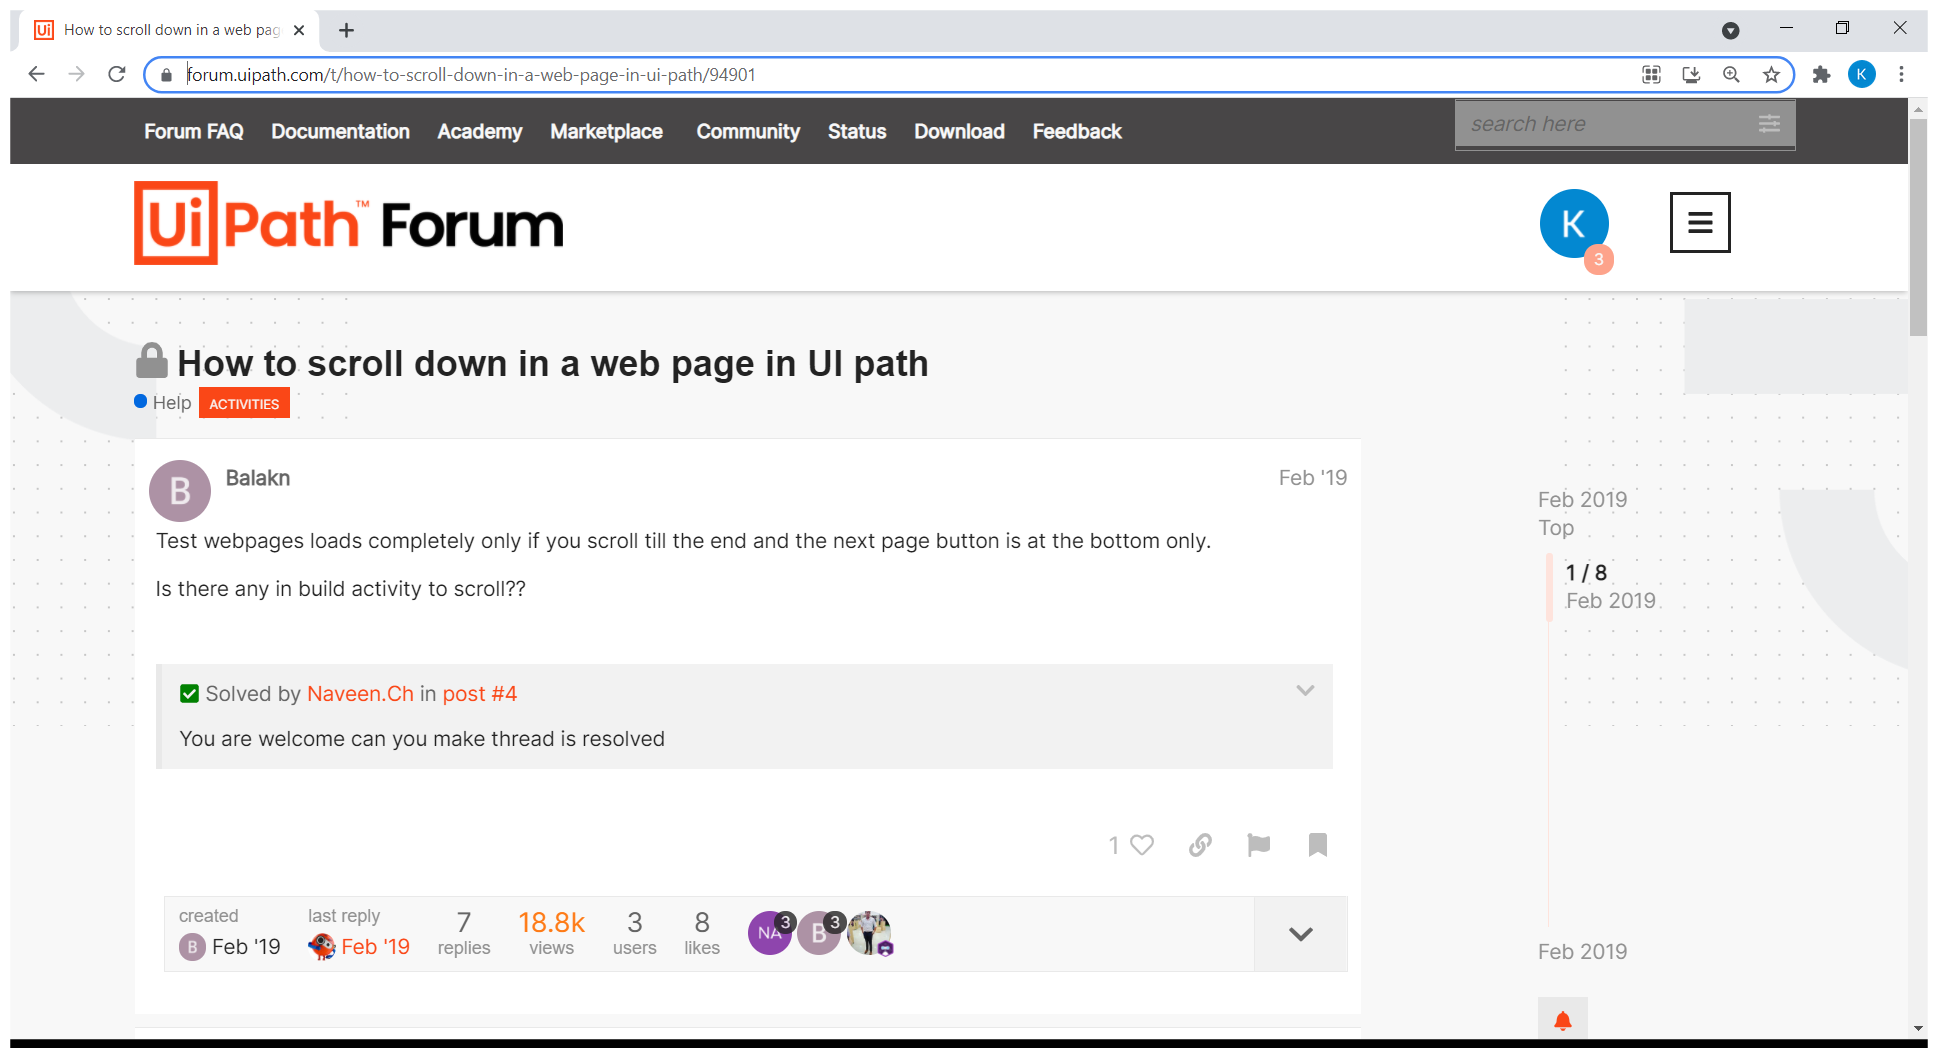 Ui How to scroll down in a web pag
forum.uipath.com/t/how-to-scroll-down-in-a-web-page-in-ui-path/94901
K
Forum FAQ Documentation Academy Marketplace Community Status Download Feedback
search here
Ui Path™ Forum
K
3
How to scroll down in a web page in UI path
Help ACTIVITIES
B Balakn Feb '19
Test webpages loads completely only if you scroll till the end and the next page button is at the bottom only.
Is there any in build activity to scroll??
Feb 2019
Top
1 / 8
Feb 2019
Solved by Naveen.Ch in post #4
You are welcome can you make thread is resolved
1
created last reply 7 18.8k 3 8 NA 3 B 3
B Feb '19 Feb '19 replies views users likes
Feb 2019